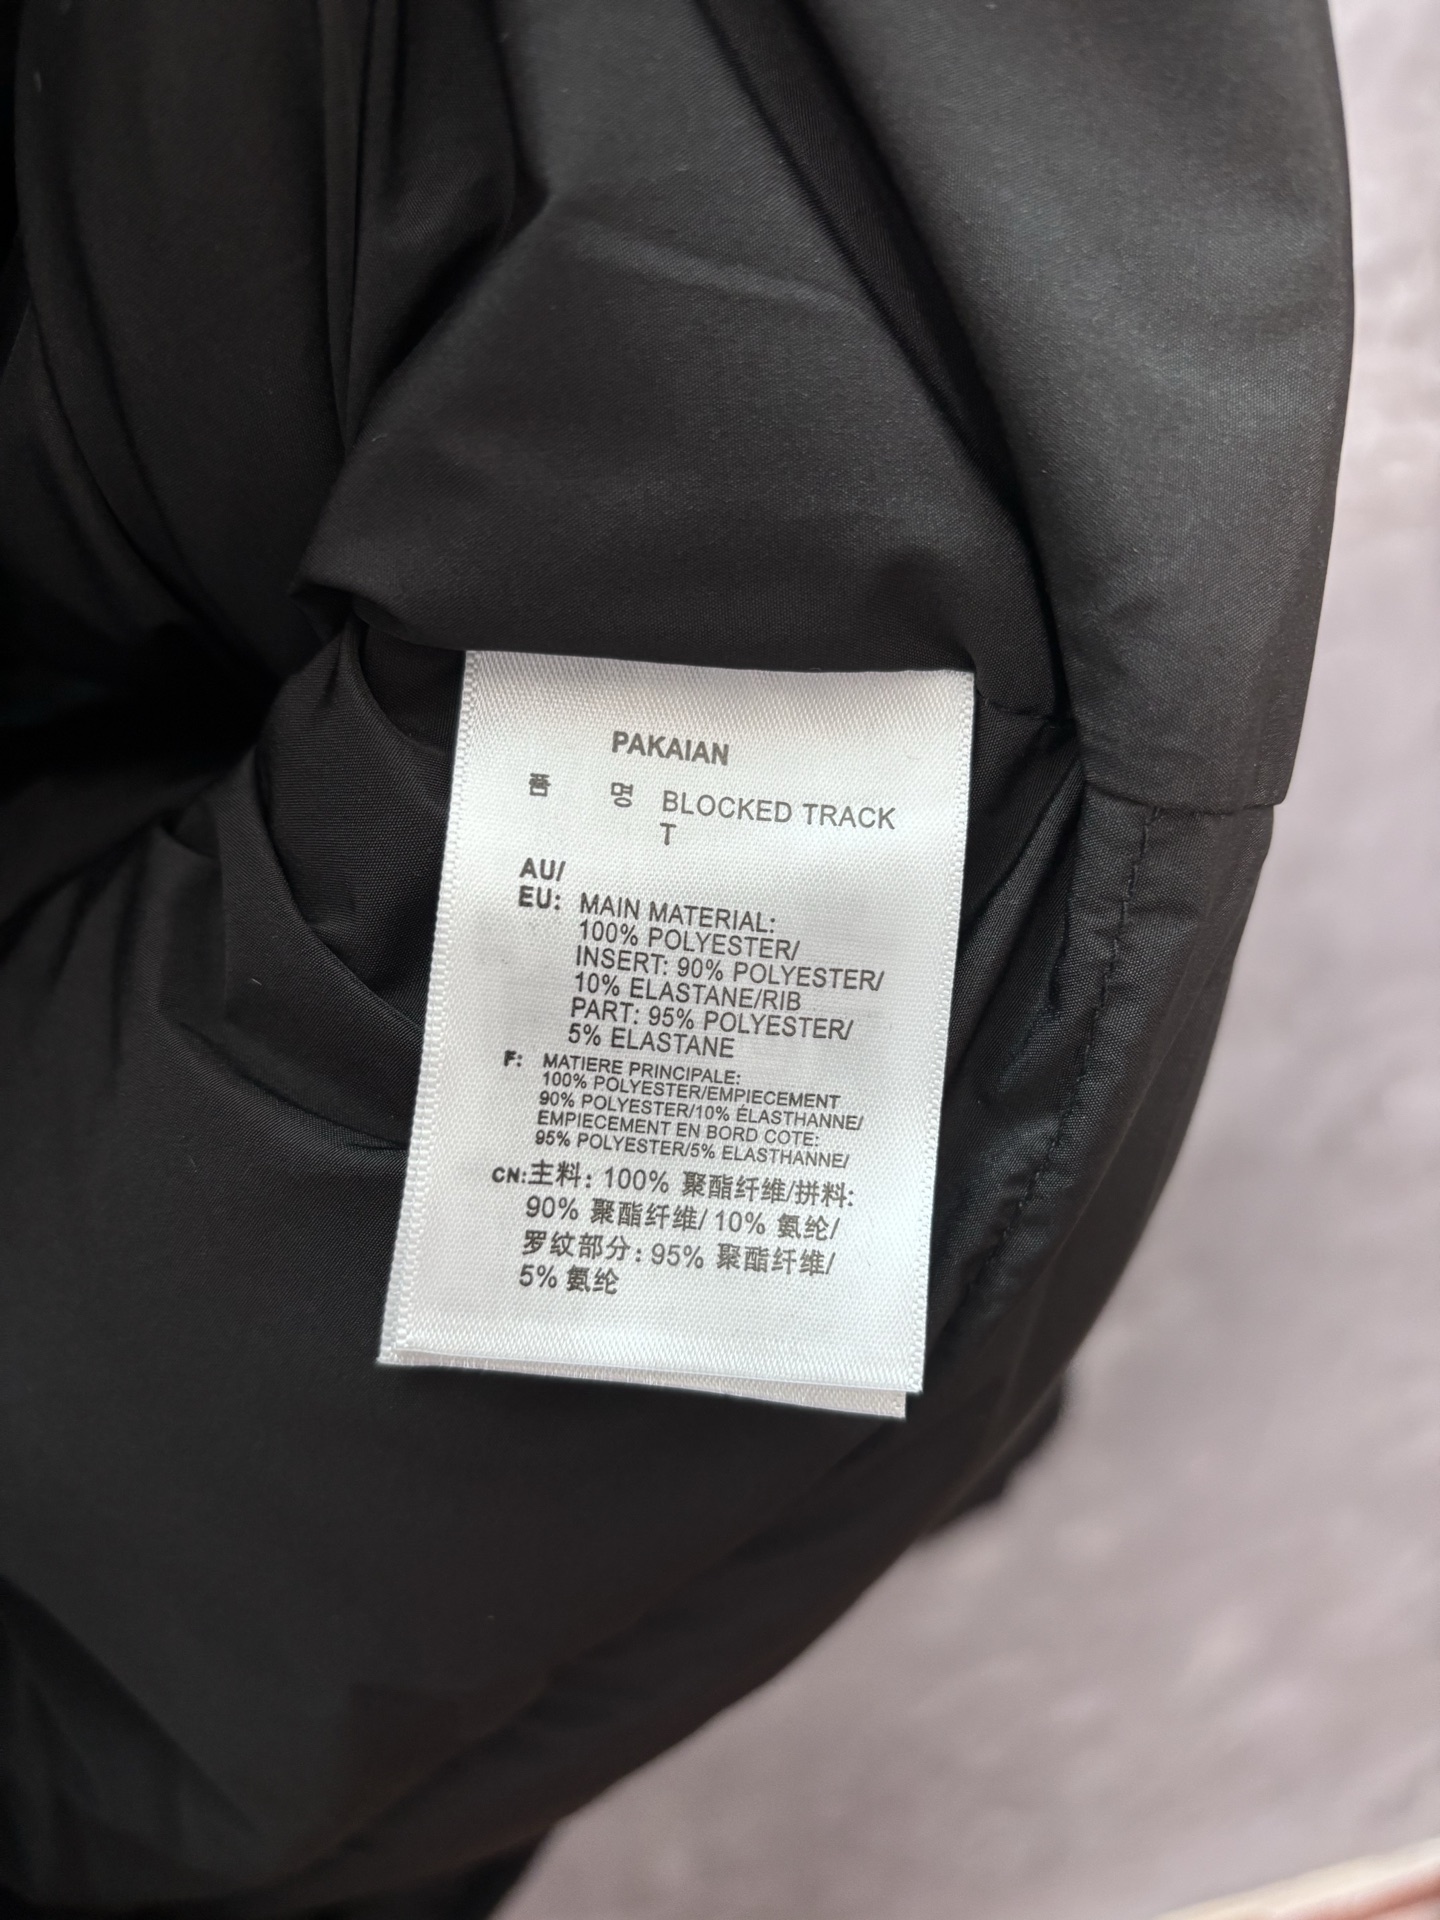 PAKAIAN
품 명 BLOCKED TRACK
T
AU/
EU: MAIN MATERIAL:
100% POLYESTER/
INSERT: 90% POLYESTER/
10% ELASTANE/RIB
PART: 95% POLYESTER/
5% ELASTANE
F: MATIERE PRINCIPALE:
100% POLYESTER/EMPIECEMENT
90% POLYESTER/10% ÉLASTHANNE/
EMPIECEMENT EN BORD COTE:
95% POLYESTER/5% ELASTHANNE/
CN:主料: 100% 聚酯纤维/拼料:
90% 聚酯纤维/ 10% 氨纶/
罗纹部分: 95% 聚酯纤维/
5% 氨纶